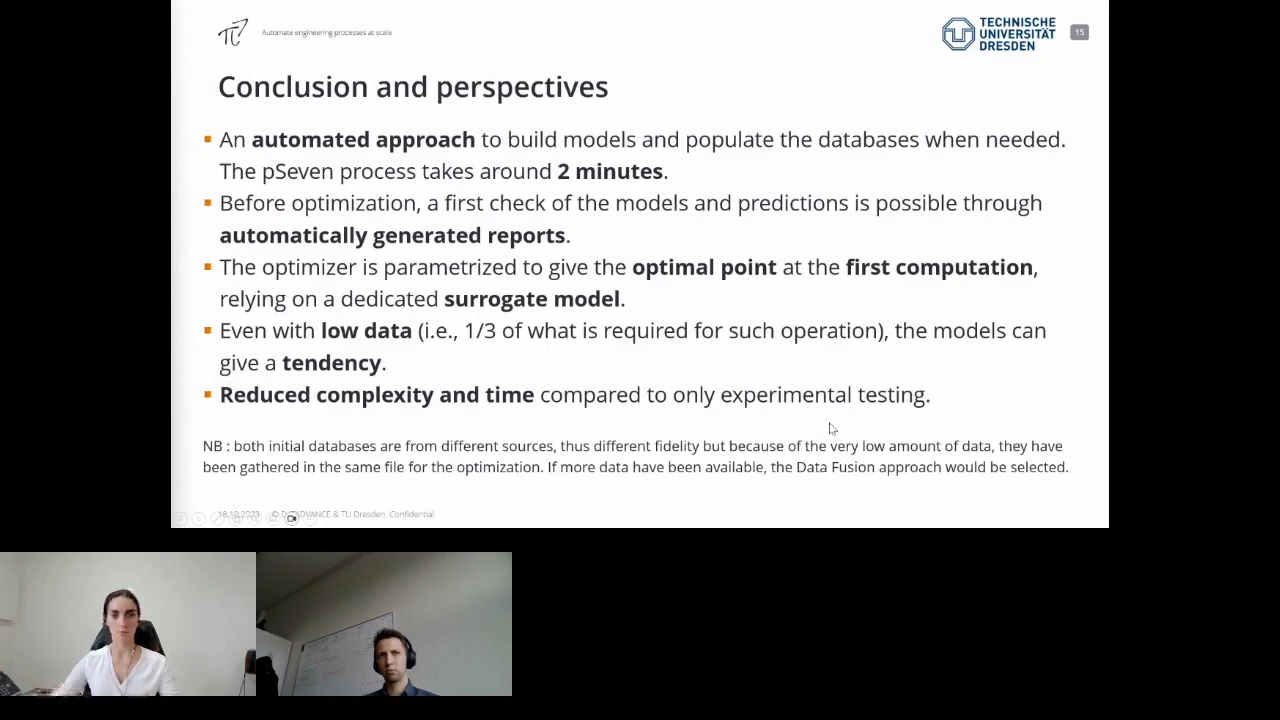 Automate engineering processes at scale
TECHNISCHE
UNIVERSITÄT
DRESDEN
15
Conclusion and perspectives
An automated approach to build models and populate the databases when needed.
The pSeven process takes around 2 minutes.
Before optimization, a first check of the models and predictions is possible through
automatically generated reports.
The optimizer is parametrized to give the optimal point at the first computation,
relying on a dedicated surrogate model.
Even with low data (i.e., 1/3 of what is required for such operation), the models can
give a tendency.
Reduced complexity and time compared to only experimental testing.
NB : both initial databases are from different sources, thus different fidelity but because of the very low amount of data, they have
been gathered in the same file for the optimization. If more data have been available, the Data Fusion approach would be selected.
18.10.2023 © DATADVANCE & TU Dresden Confidential